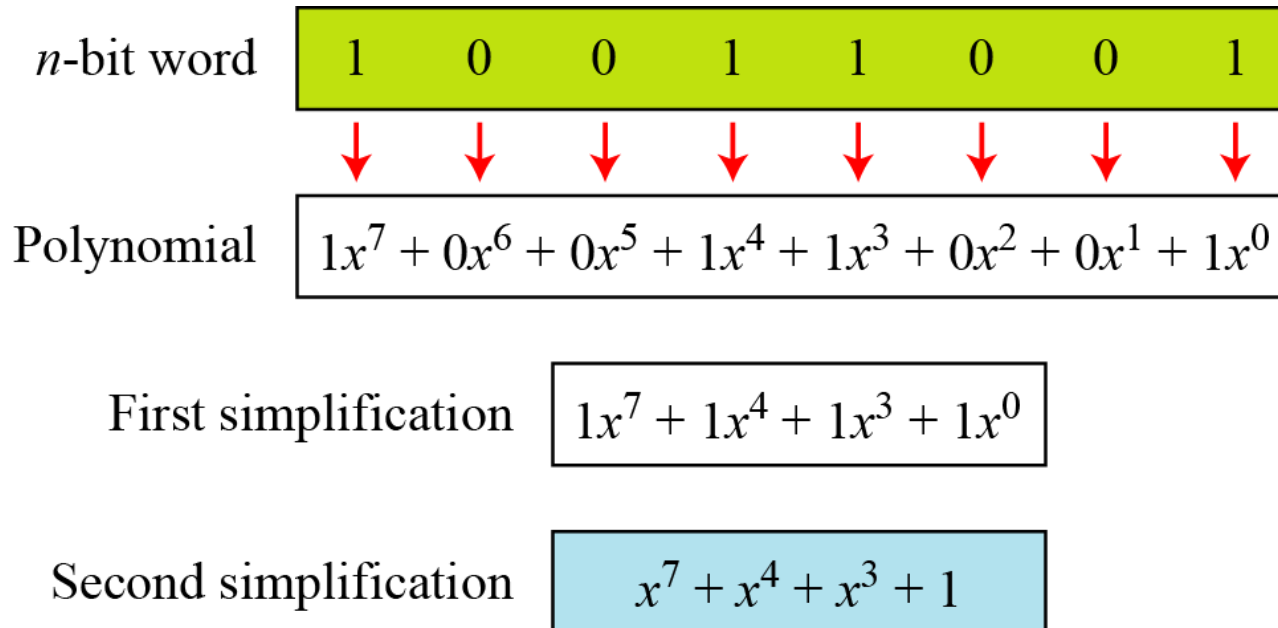 n-bit word 1 0 0 1 1 0 0 1
Polynomial 1x⁷ + 0x⁶ + 0x⁵ + 1x⁴ + 1x³ + 0x² + 0x¹ + 1x⁰
First simplification 1x⁷ + 1x⁴ + 1x³ + 1x⁰
Second simplification x⁷ + x⁴ + x³ + 1